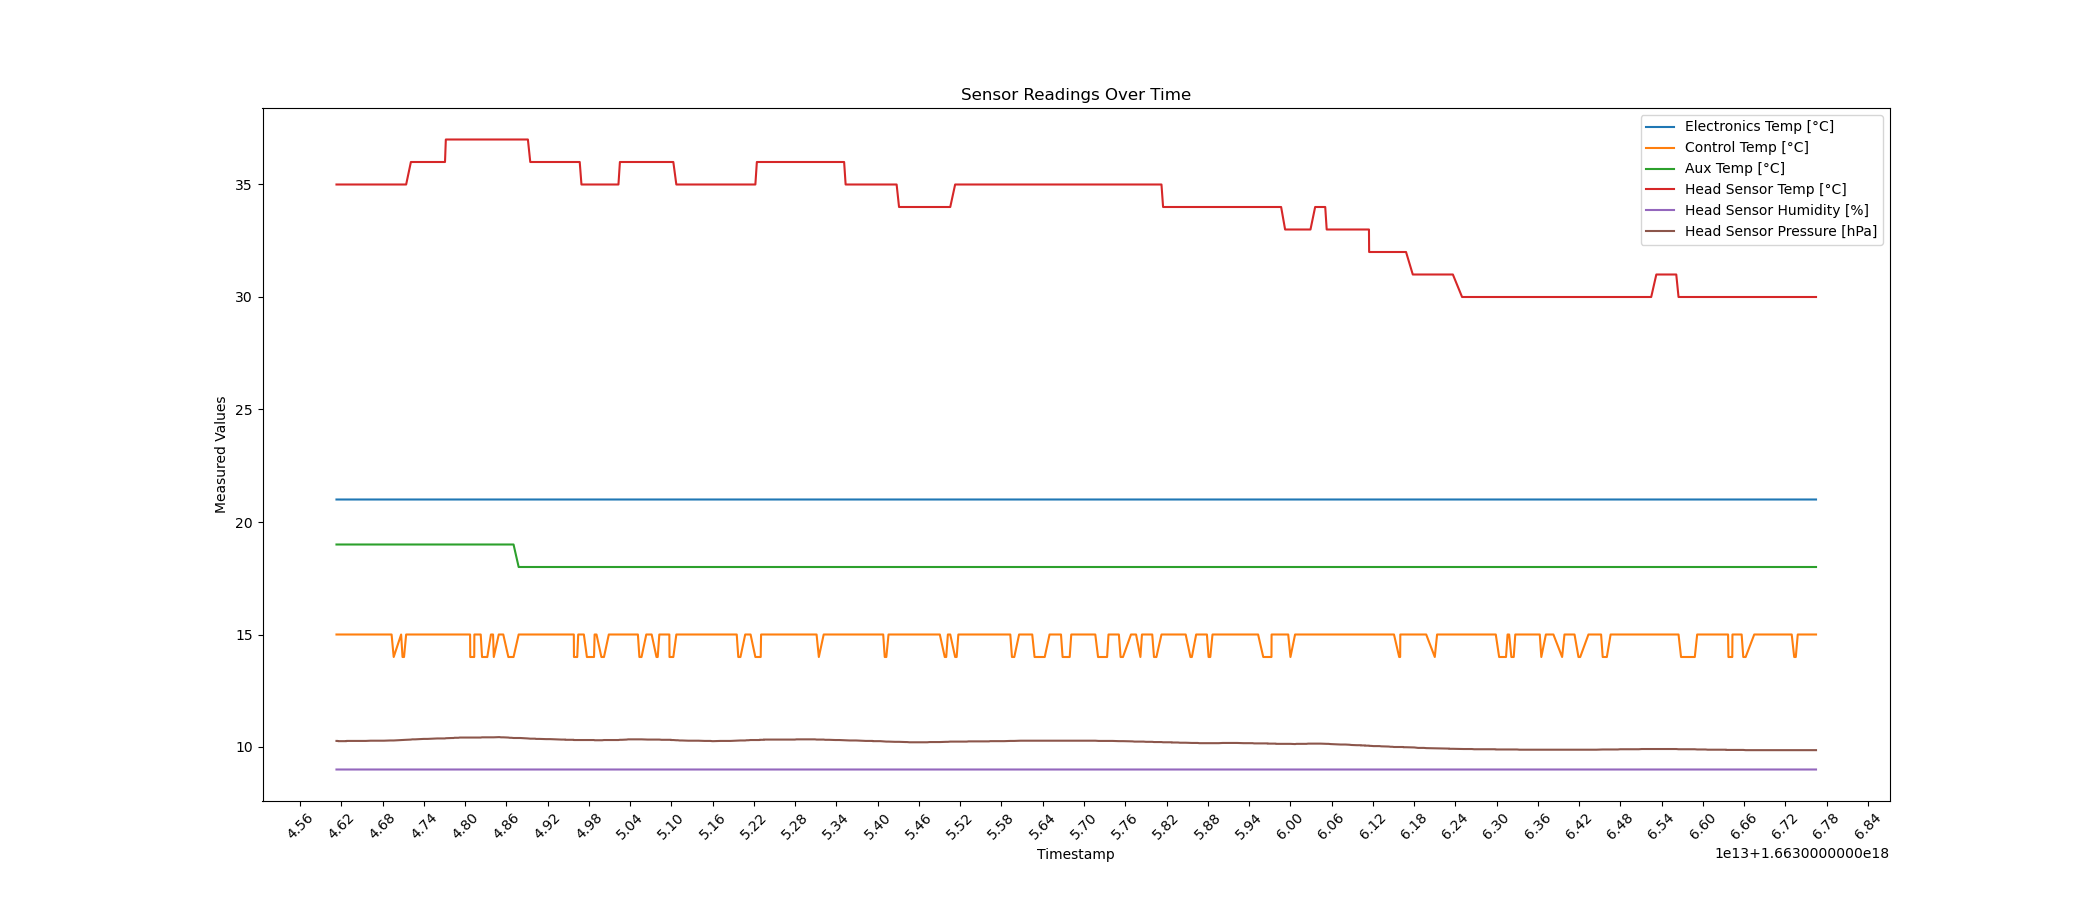 Sensor Readings Over Time
Electronics Temp [°C]
Control Temp [°C]
Aux Temp [°C]
Head Sensor Temp [°C]
Head Sensor Humidity [%]
Head Sensor Pressure [hPa]
Measured Values
35
30
25
20
15
10
4.56 4.62 4.68 4.74 4.80 4.86 4.92 4.98 5.04 5.10 5.16 5.22 5.28 5.34 5.40 5.46 5.52 5.58 5.64 5.70 5.76 5.82 5.88 5.94 6.00 6.06 6.12 6.18 6.24 6.30 6.36 6.42 6.48 6.54 6.60 6.66 6.72 6.78 6.84
Timestamp
1e13+1.6630000000e18